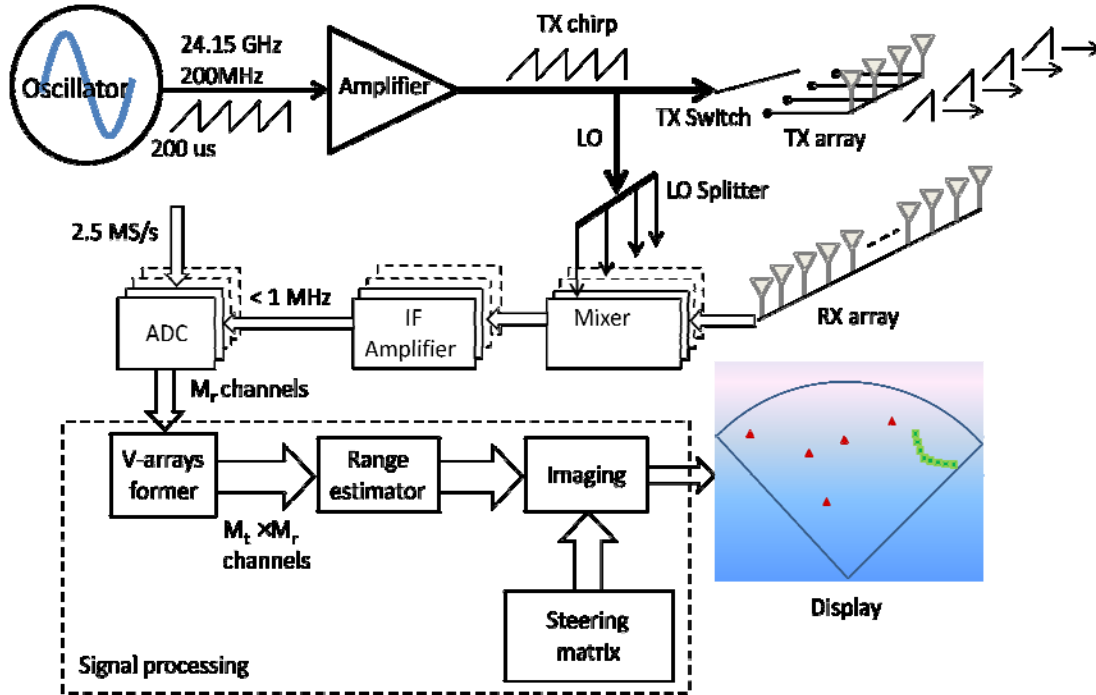 TX chirp
24.15 GHz
200MHz
Oscillator
Amplifier
200 us
TX Switch
TX array
LO
LO Splitter
2.5 MS/s
< 1 MHz
ADC
IF
Amplifier
Mixer
RX array
Mr channels
V-arrays
former
Range
estimator
Imaging
Mt ×Mr
channels
Steering
matrix
Display
Signal processing